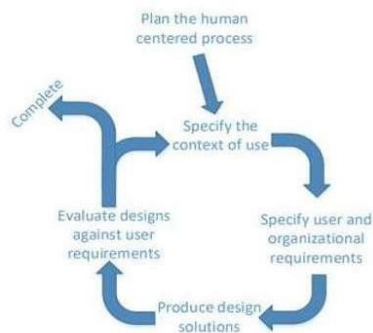 Plan the human
centered process
Complete
Specify the
context of use
Evaluate designs
against user
requirements
Specify user and
organizational
requirements
Produce design
solutions